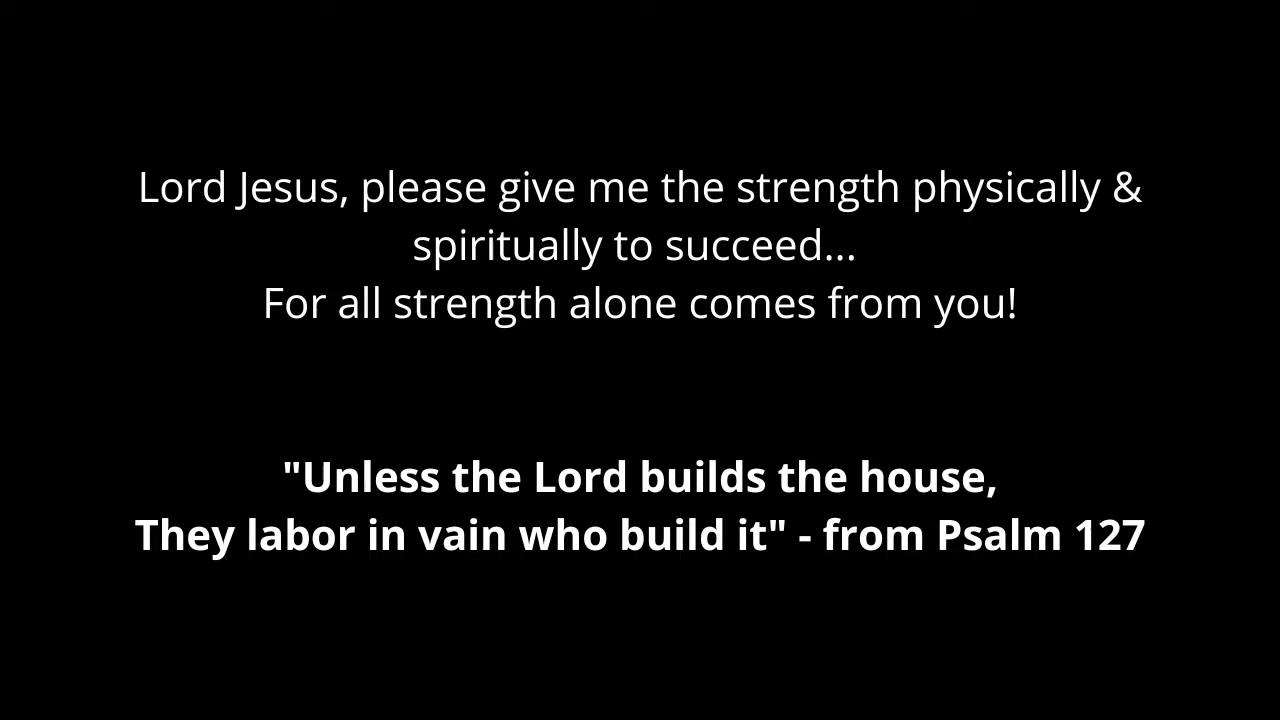 Lord Jesus, please give me the strength physically &
spiritually to succeed...
For all strength alone comes from you!
"Unless the Lord builds the house,
They labor in vain who build it" - from Psalm 127